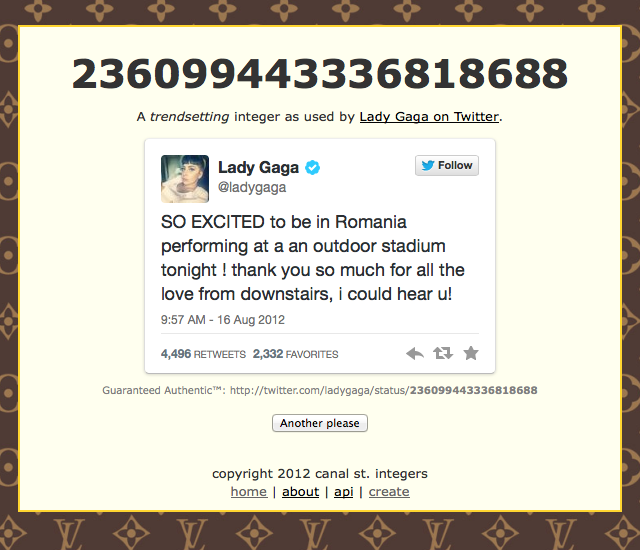 236099443336818688
A trendsetting integer as used by Lady Gaga on Twitter.
Lady Gaga
@ladygaga
Follow
SO EXCITED to be in Romania
performing at a an outdoor stadium
tonight ! thank you so much for all the
love from downstairs, i could hear u!
9:57 AM - 16 Aug 2012
4,496 RETWEETS 2,332 FAVORITES
Guaranteed Authentic™: http://twitter.com/ladygaga/status/236099443336818688
Another please
copyright 2012 canal st. integers
home | about | api | create